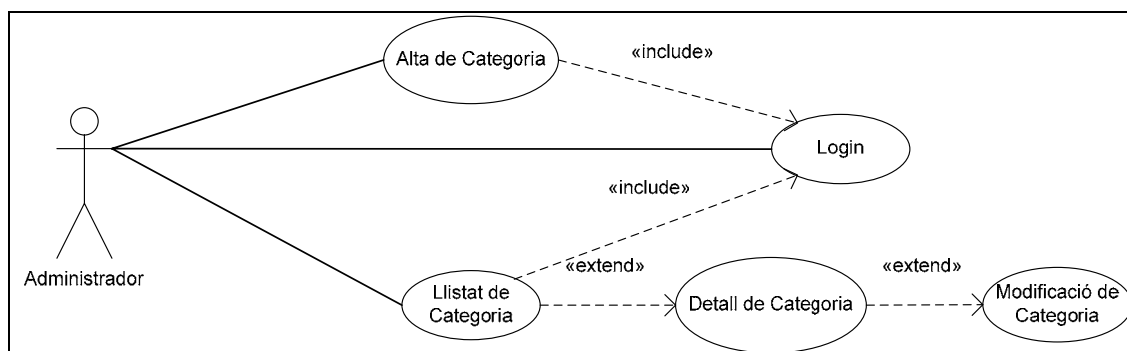 Alta de Categoria
«include»
Login
«include»
Administrador
Llistat de
Categoria
«extend»
Detall de Categoria
«extend»
Modificació de
Categoria